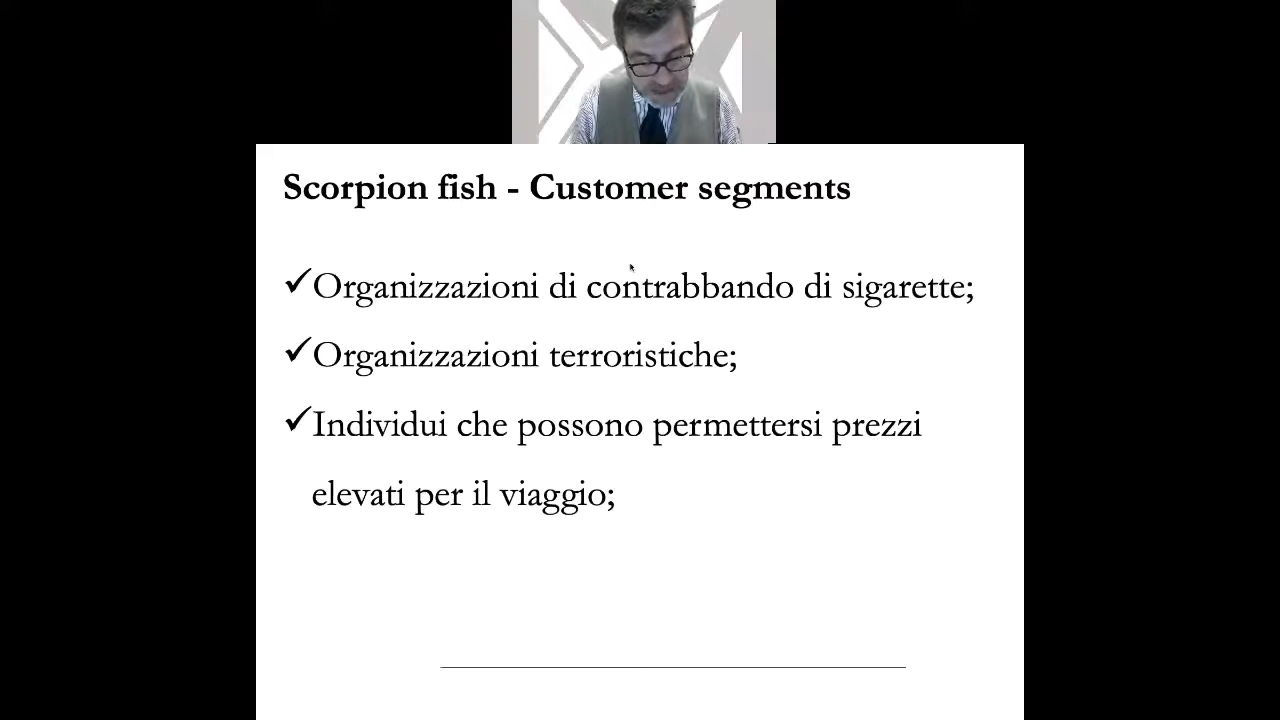 Scorpion fish - Customer segments
✓Organizzazioni di contrabbando di sigarette;
✓Organizzazioni terroristiche;
✓Individui che possono permettersi prezzi
elevati per il viaggio;